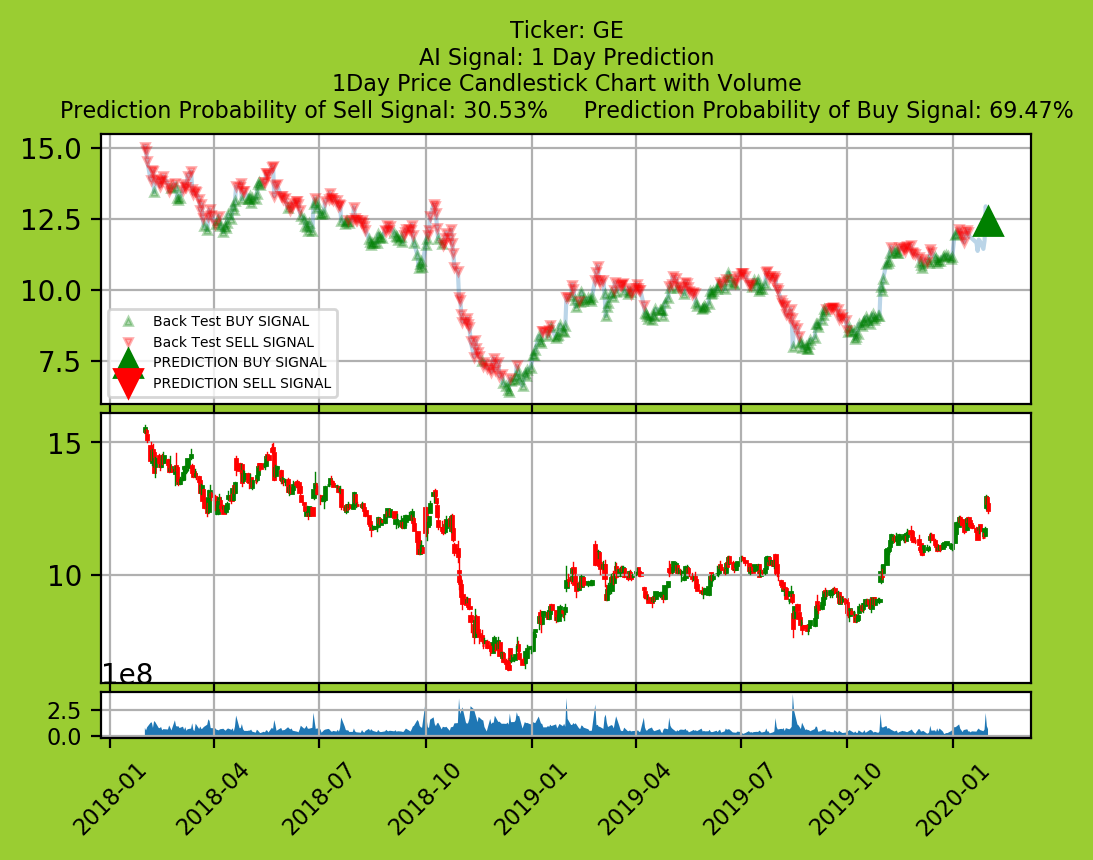 Ticker: GE
AI Signal: 1 Day Prediction
1Day Price Candlestick Chart with Volume
Prediction Probability of Sell Signal: 30.53%     Prediction Probability of Buy Signal: 69.47%
15.0
12.5
10.0
7.5
Back Test BUY SIGNAL
Back Test SELL SIGNAL
PREDICTION BUY SIGNAL
PREDICTION SELL SIGNAL
15
10
1e8
2.5
0.0
2018-01
2018-04
2018-07
2018-10
2019-01
2019-04
2019-07
2019-10
2020-01